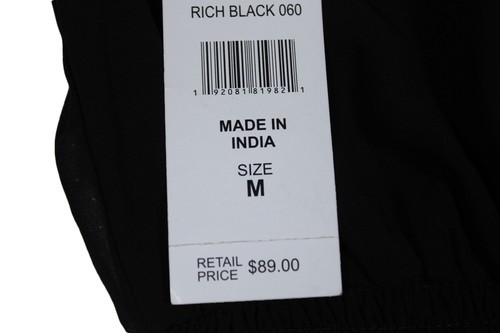 RICH BLACK 060
1 92081 81982 1
MADE IN
INDIA
SIZE
M
RETAIL
PRICE $89.00